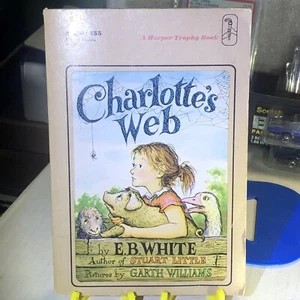 A Harper Trophy Book
Charlotte's
Web
by E.B. WHITE
Author of STUART LITTLE
Pictures by GARTH WILLIAMS